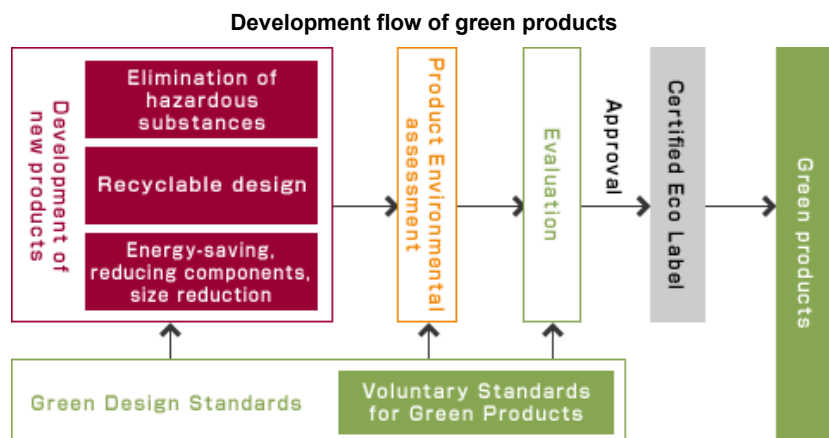 Development flow of green products
Development of
new products
Elimination of
hazardous
substances
Recyclable design
Energy-saving,
reducing components,
size reduction
Product Environmental
assessment
Evaluation
Approval
Certified Eco Label
Green products
Green Design Standards
Voluntary Standards
for Green Products